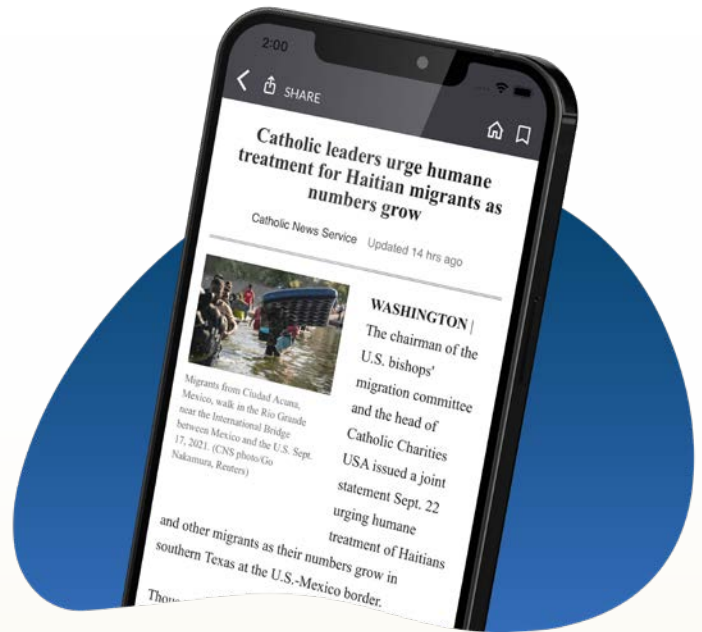 2:00
SHARE
Catholic leaders urge humane
treatment for Haitian migrants as
numbers grow
Catholic News Service Updated 14 hrs ago
WASHINGTON |
The chairman of the
U.S. bishops'
migration committee
and the head of
Catholic Charities
USA issued a joint
statement Sept. 22
urging humane
treatment of Haitians
Migrants from Ciudad Acuna,
Mexico, walk in the Rio Grande
near the International Bridge
between Mexico and the U.S. Sept.
17, 2021. (CNS photo/Go
Nakamura, Reuters)
and other migrants as their numbers grow in
southern Texas at the U.S.-Mexico border.